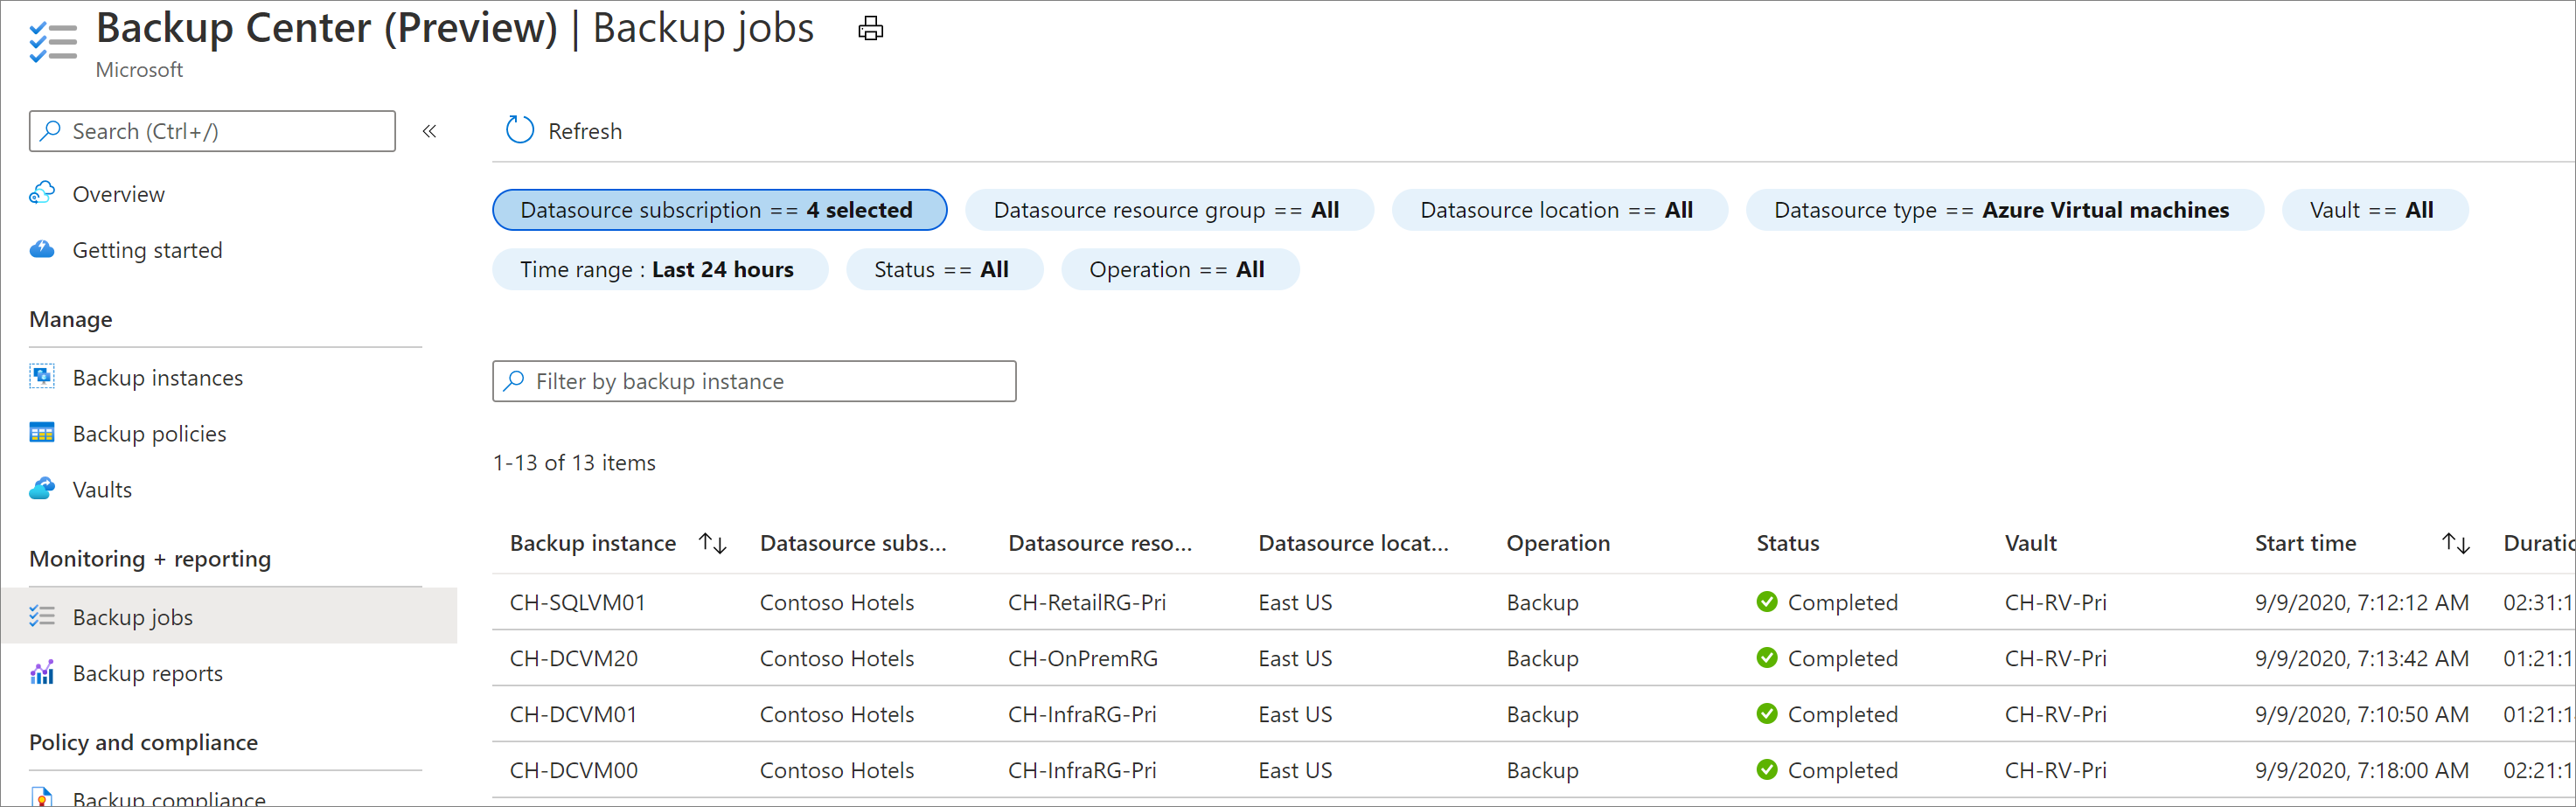 Backup Center (Preview) | Backup jobs
Microsoft
Search (Ctrl+/)
«
Overview
Getting started
Manage
Backup instances
Backup policies
Vaults
Monitoring + reporting
Backup jobs
Backup reports
Policy and compliance
Backup compliance
Refresh
Datasource subscription == 4 selected Datasource resource group == All Datasource location == All Datasource type == Azure Virtual machines Vault == All
Time range : Last 24 hours Status == All Operation == All
Filter by backup instance
1-13 of 13 items
Backup instance Datasource subs... Datasource reso... Datasource locat... Operation Status Vault Start time
CH-SQLVM01 Contoso Hotels CH-RetailRG-Pri East US Backup Completed CH-RV-Pri 9/9/2020, 7:12:12 AM 02:31:1
CH-DCVM20 Contoso Hotels CH-OnPremRG East US Backup Completed CH-RV-Pri 9/9/2020, 7:13:42 AM 01:21:1
CH-DCVM01 Contoso Hotels CH-InfraRG-Pri East US Backup Completed CH-RV-Pri 9/9/2020, 7:10:50 AM 01:21:1
CH-DCVM00 Contoso Hotels CH-InfraRG-Pri East US Backup Completed CH-RV-Pri 9/9/2020, 7:18:00 AM 02:21:1